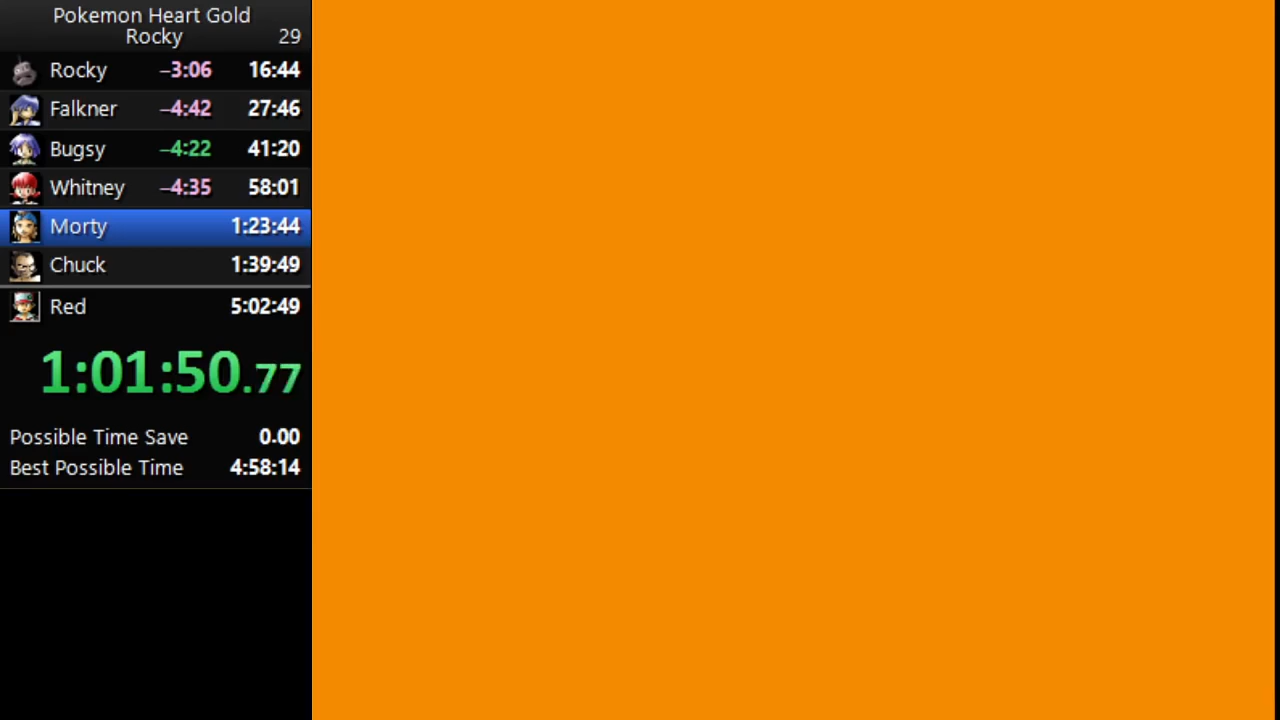 Pokemon Heart Gold
Rocky 29
Rocky −3:06 16:44
Falkner −4:42 27:46
Bugsy −4:22 41:20
Whitney −4:35 58:01
Morty 1:23:44
Chuck 1:39:49
Red 5:02:49
1:01:50.77
Possible Time Save 0.00
Best Possible Time 4:58:14